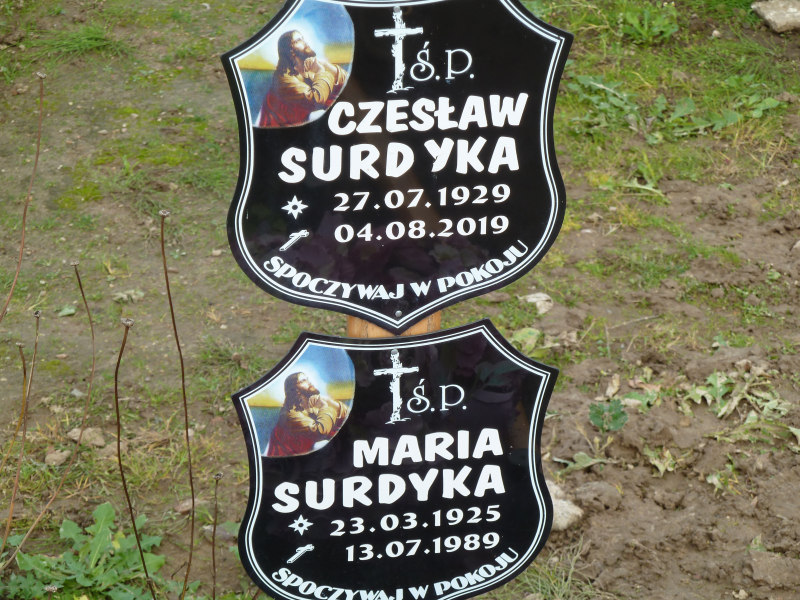 Ś.P.
CZESŁAW
SURDYKA
27.07.1929
04.08.2019
SPOCZYWAJ W POKOJU
Ś.P.
MARIA
SURDYKA
23.03.1925
13.07.1989
SPOCZYWAJ W POKOJU